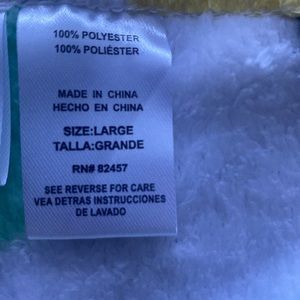 100% POLYESTER
100% POLIÉSTER
MADE IN CHINA
HECHO EN CHINA
SIZE:LARGE
TALLA:GRANDE
RN# 82457
SEE REVERSE FOR CARE
VEA DETRAS INSTRUCCIONES
DE LAVADO